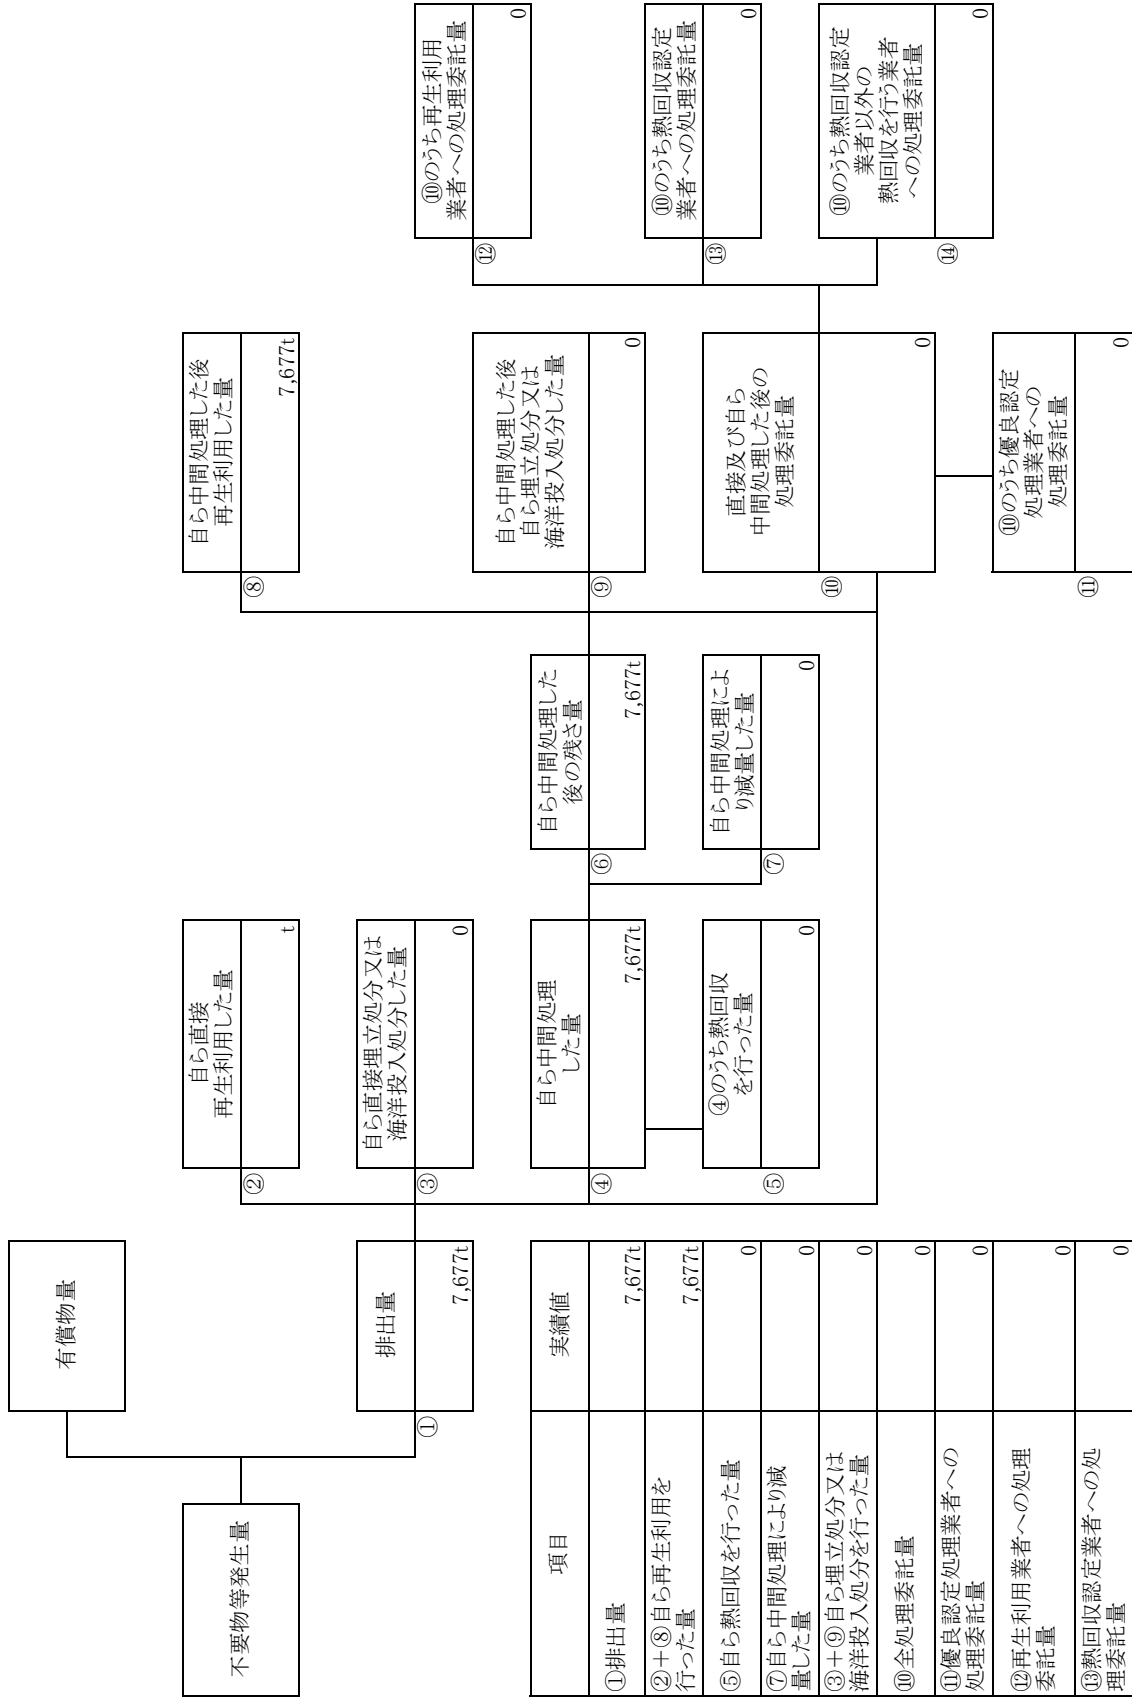 有償物量
不要物等発生量
①
排出量
7,677t
②
自ら直接
再生利用した量
t
③
自ら直接埋立処分又は
海洋投入処分した量
0
④
自ら中間処理
した量
7,677t
⑤
④のうち熱回収
を行った量
0
⑥
自ら中間処理した
後の残さ量
7,677t
⑦
自ら中間処理によ
り減量した量
0
⑧
自ら中間処理した後
再生利用した量
7,677t
⑨
自ら中間処理した後
自ら埋立処分又は
海洋投入処分した量
0
⑩
直接及び自ら
中間処理した後の
処理委託量
0
⑪
⑩のうち優良認定
処理業者への
処理委託量
0
⑫
⑩のうち再生利用
業者への処理委託量
0
⑬
⑩のうち熱回収認定
業者への処理委託量
0
⑭
⑩のうち熱回収認定
業者以外の
熱回収を行う業者
への処理委託量
0
項目 実績値
①排出量 7,677t
②+⑧自ら再生利用を
行った量 7,677t
⑤自ら熱回収を行った量 0
⑦自ら中間処理により減
量した量 0
③+⑨自ら埋立処分又は
海洋投入処分を行った量 0
⑩全処理委託量 0
⑪優良認定処理業者への
処理委託量 0
⑫再生利用業者への処理
委託量 0
⑬熱回収認定業者への処
理委託量 0